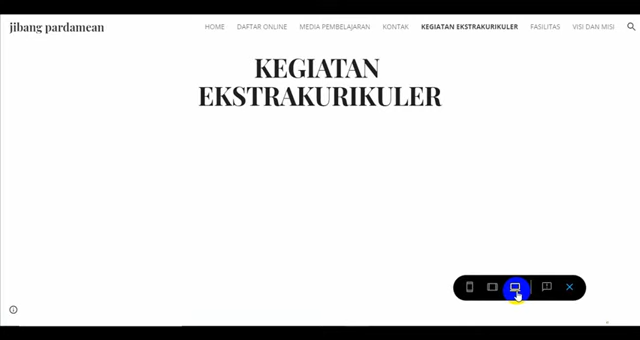 jibang pardamean
HOME DAFTAR ONLINE MEDIA PEMBELAJARAN KONTAK KEGIATAN EKSTRAKURIKULER FASILITAS VISI DAN MISI
KEGIATAN
EKSTRAKURIKULER